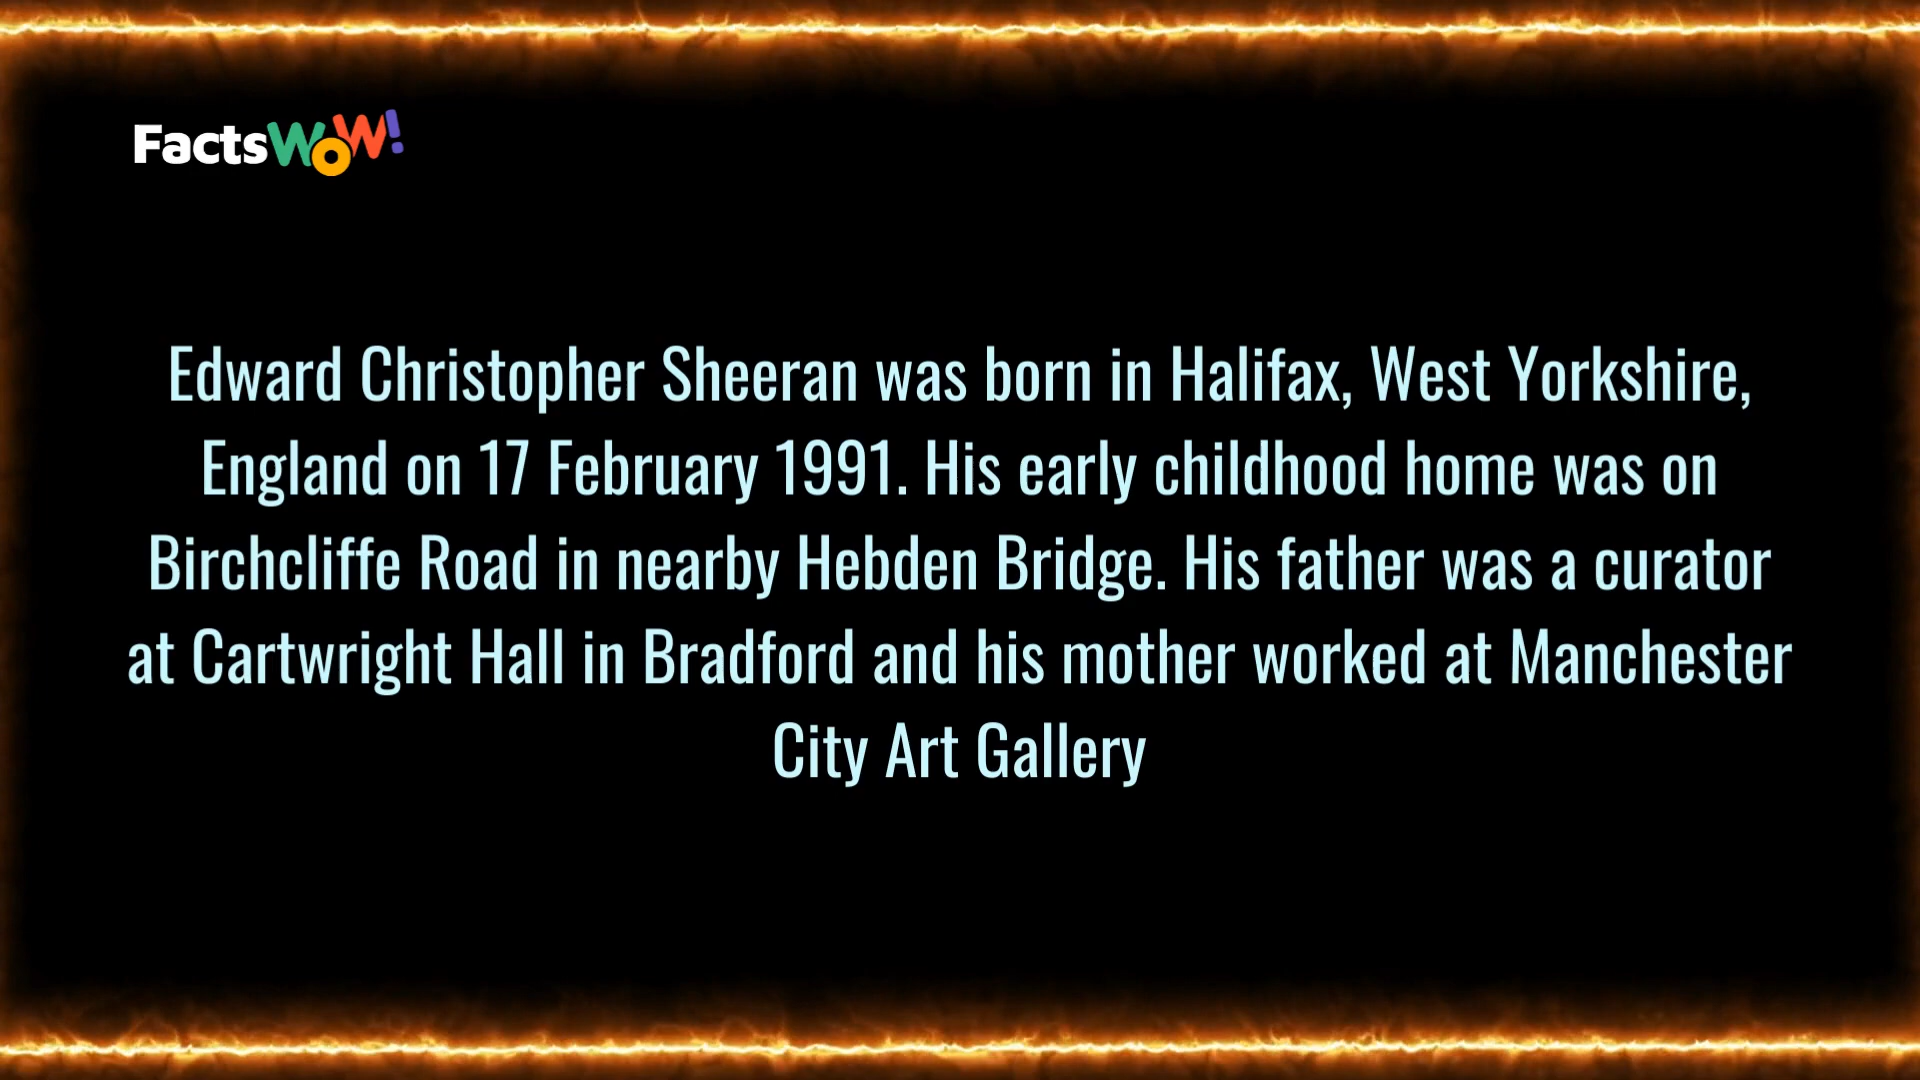 FactsWoW!
Edward Christopher Sheeran was born in Halifax, West Yorkshire,
England on 17 February 1991. His early childhood home was on
Birchcliffe Road in nearby Hebden Bridge. His father was a curator
at Cartwright Hall in Bradford and his mother worked at Manchester
City Art Gallery